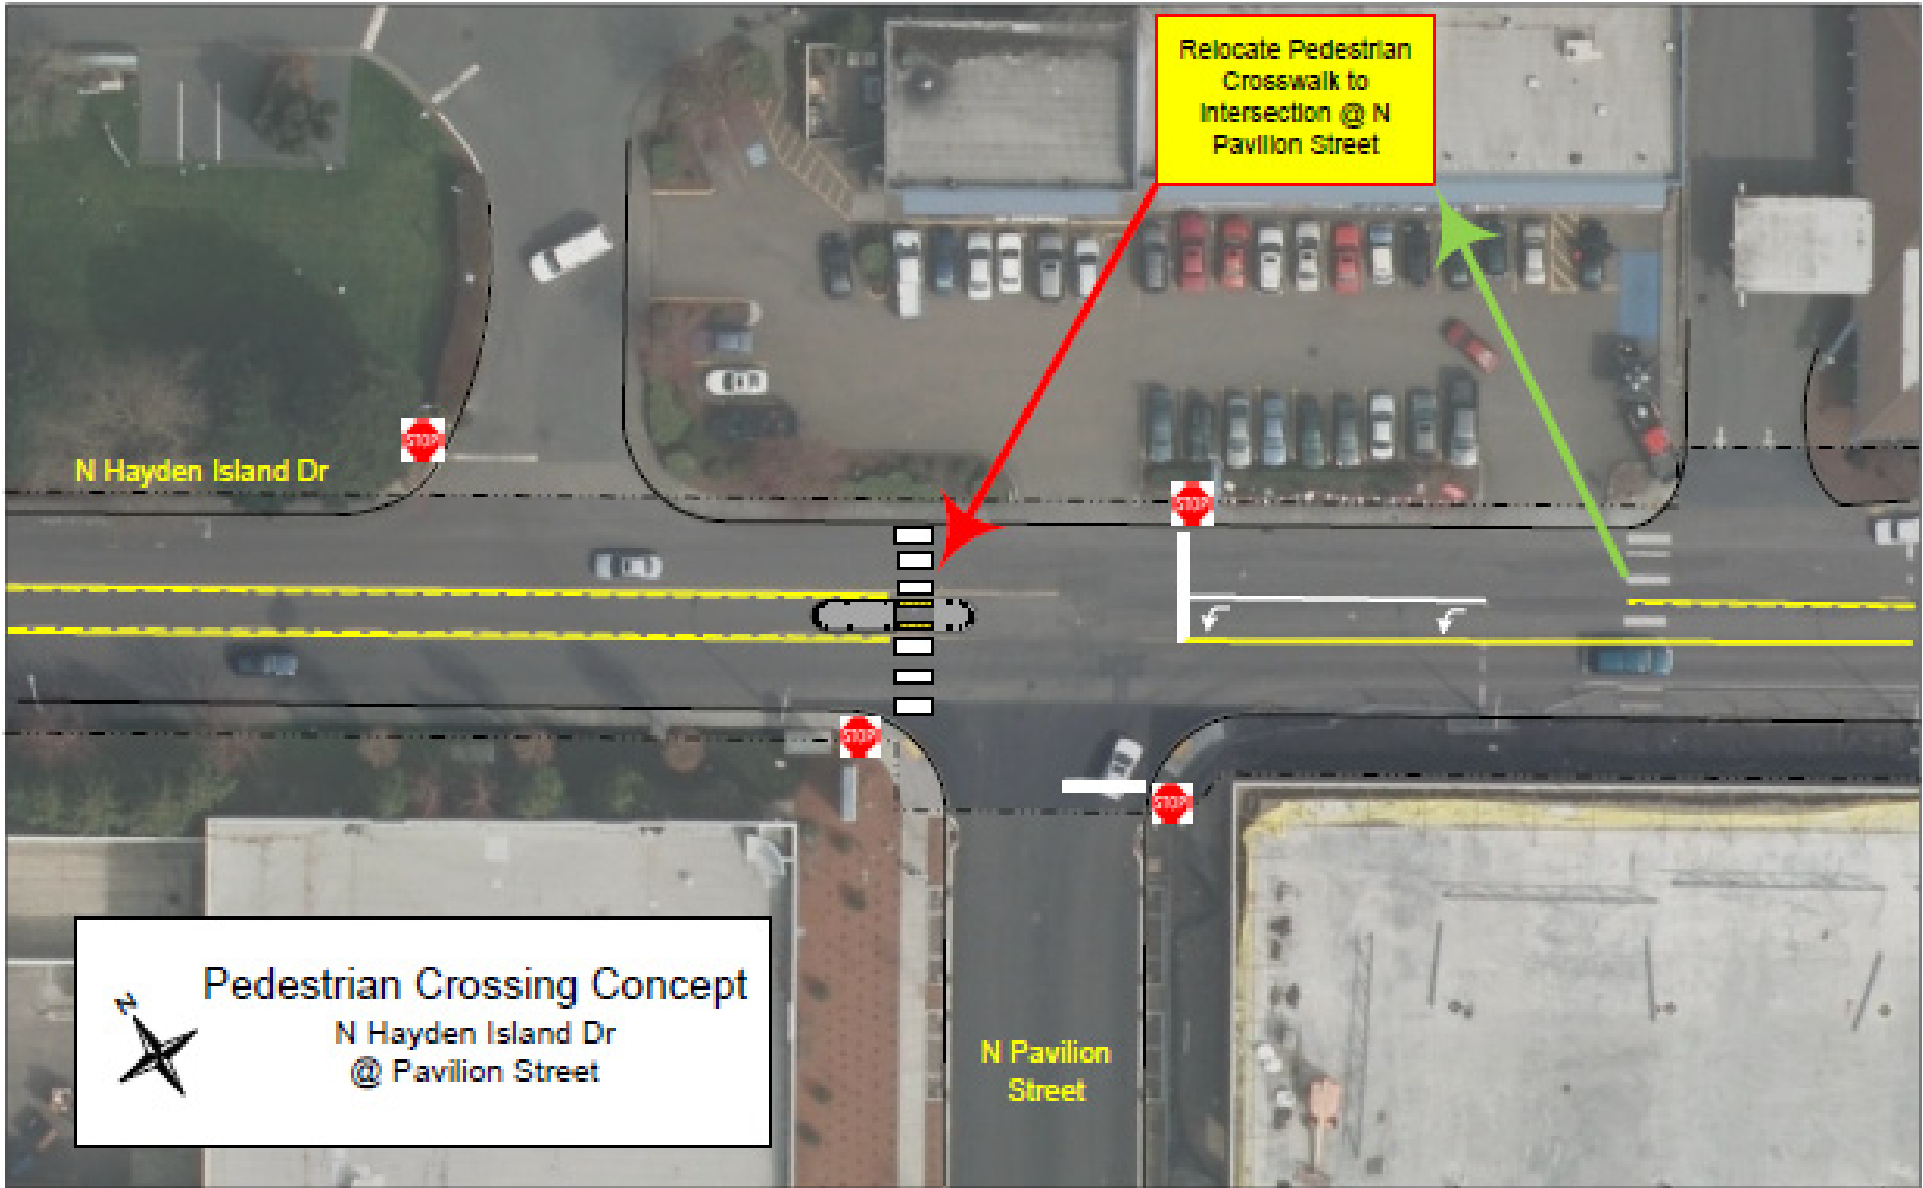 Relocate Pedestrian
Crosswalk to
Intersection @ N
Pavilion Street
STOP
N Hayden Island Dr
STOP
STOP
STOP
N
Pedestrian Crossing Concept
N Hayden Island Dr
@ Pavilion Street
N Pavilion
Street